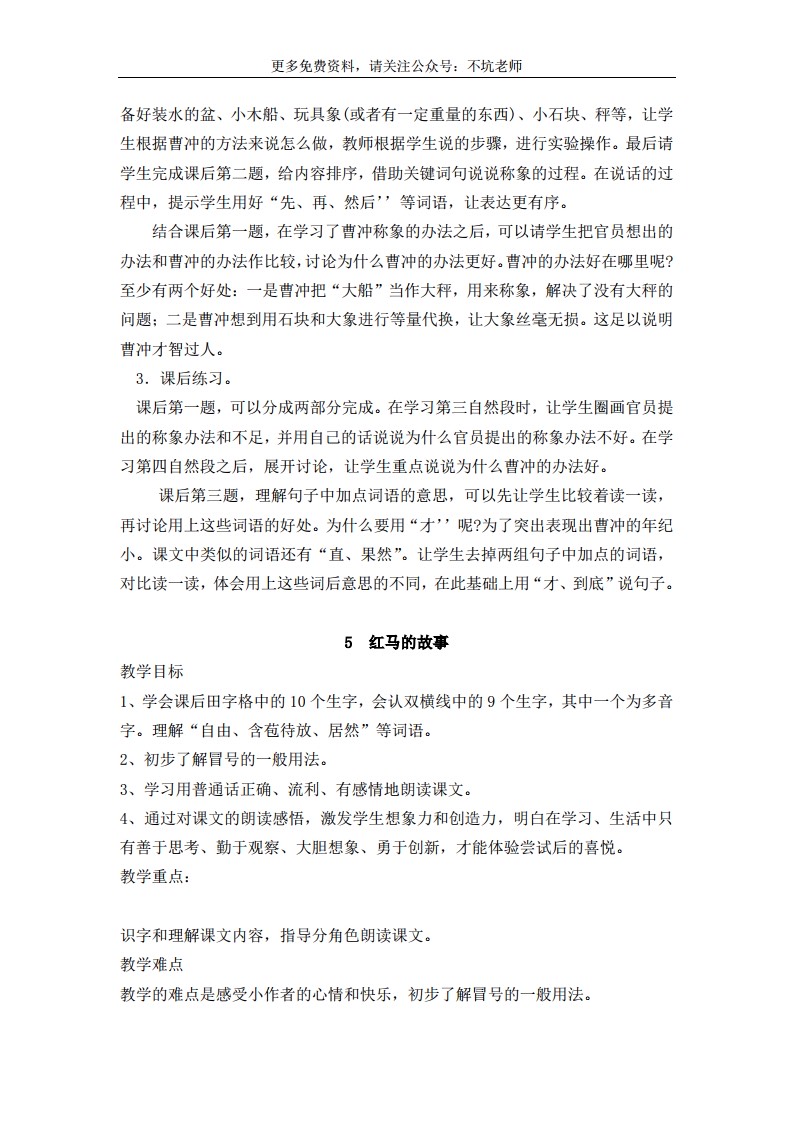 更多免费资料，请关注公众号：不坑老师
备好装水的盆、小木船、玩具象(或者有一定重量的东西)、小石块、秤等，让学
生根据曹冲的方法来说怎么做，教师根据学生说的步骤，进行实验操作。最后请
学生完成课后第二题，给内容排序，借助关键词句说说称象的过程。在说话的过
程中，提示学生用好“先、再、然后’’等词语，让表达更有序。
结合课后第一题，在学习了曹冲称象的办法之后，可以请学生把官员想出的
办法和曹冲的办法作比较，讨论为什么曹冲的办法更好。曹冲的办法好在哪里呢?
至少有两个好处：一是曹冲把“大船”当作大秤，用来称象，解决了没有大秤的
问题；二是曹冲想到用石块和大象进行等量代换，让大象丝毫无损。这足以说明
曹冲才智过人。
3．课后练习。
课后第一题，可以分成两部分完成。在学习第三自然段时，让学生圈画官员提
出的称象办法和不足，并用自己的话说说为什么官员提出的称象办法不好。在学
习第四自然段之后，展开讨论，让学生重点说说为什么曹冲的办法好。
课后第三题，理解句子中加点词语的意思，可以先让学生比较着读一读，
再讨论用上这些词语的好处。为什么要用“才’’呢?为了突出表现出曹冲的年纪
小。课文中类似的词语还有“直、果然”。让学生去掉两组句子中加点的词语，
对比读一读，体会用上这些词后意思的不同，在此基础上用“才、到底”说句子。
5 红马的故事
教学目标
1、学会课后田字格中的 10 个生字，会认双横线中的 9 个生字，其中一个为多音
字。理解“自由、含苞待放、居然”等词语。
2、初步了解冒号的一般用法。
3、学习用普通话正确、流利、有感情地朗读课文。
4、通过对课文的朗读感悟，激发学生想象力和创造力，明白在学习、生活中只
有善于思考、勤于观察、大胆想象、勇于创新，才能体验尝试后的喜悦。
教学重点：
识字和理解课文内容，指导分角色朗读课文。
教学难点
教学的难点是感受小作者的心情和快乐，初步了解冒号的一般用法。